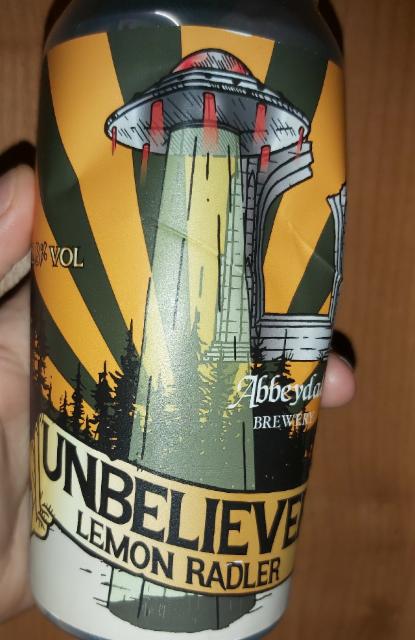 VOL
Abbeyda
BREWER
UNBELIEVE
LEMON RADLER